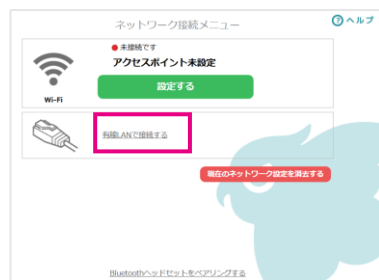 ネットワーク接続メニュー
ヘルプ
未接続です
アクセスポイント未設定
設定する
Wi-Fi
有線LANで接続する
現在のネットワーク設定を消去する
Bluetoothヘッドセットをペアリングする